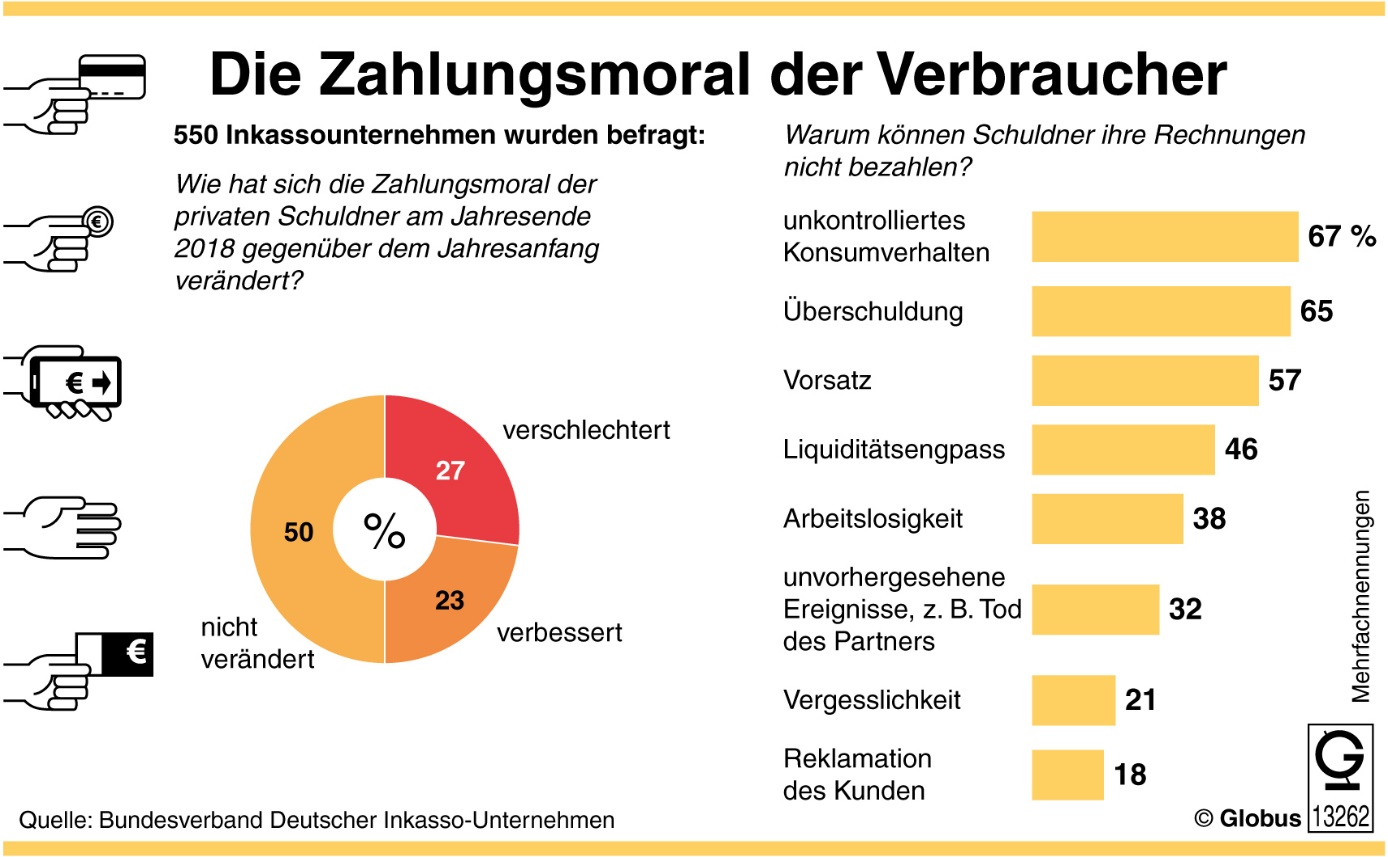 Die Zahlungsmoral der Verbraucher
550 Inkassounternehmen wurden befragt:
Wie hat sich die Zahlungsmoral der
privaten Schuldner am Jahresende
2018 gegenüber dem Jahresanfang
verändert?
verschlechtert
27
50
%
23
verbessert
nicht
verändert
Warum können Schuldner ihre Rechnungen
nicht bezahlen?
unkontrolliertes
Konsumverhalten
67 %
Überschuldung
65
Vorsatz
57
Liquiditätsengpass
46
Arbeitslosigkeit
38
unvorhergesehene
Ereignisse, z. B. Tod
des Partners
32
Vergesslichkeit
21
Reklamation
des Kunden
18
Mehrfachnennungen
€
€
€
Quelle: Bundesverband Deutscher Inkasso-Unternehmen
© Globus
G
13262